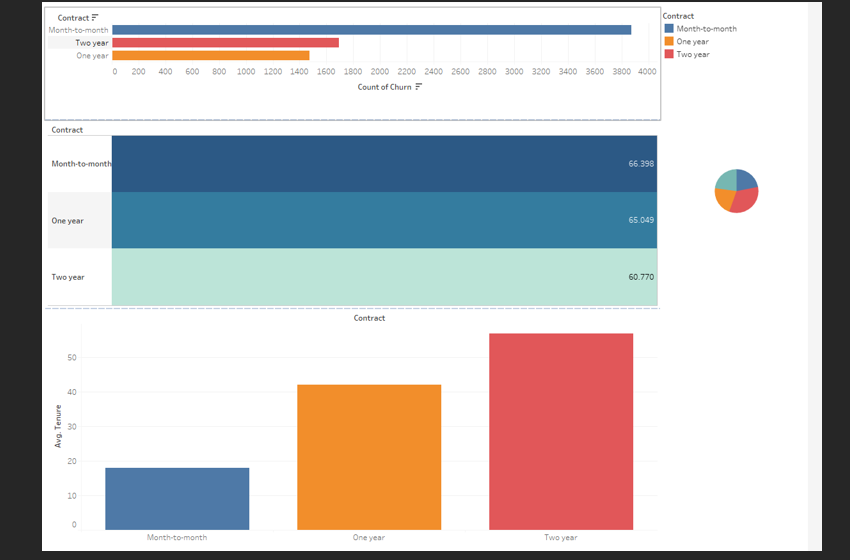 Contract
Month-to-month
Two year
One year
0 200 400 600 800 1000 1200 1400 1600 1800 2000 2200 2400 2600 2800 3000 3200 3400 3600 3800 4000
Count of Churn
Contract
Month-to-month
One year
Two year
Contract
Month-to-month 66.398
One year 65.049
Two year 60.770
Contract
Avg. Tenure
50
40
30
20
10
0
Month-to-month One year Two year